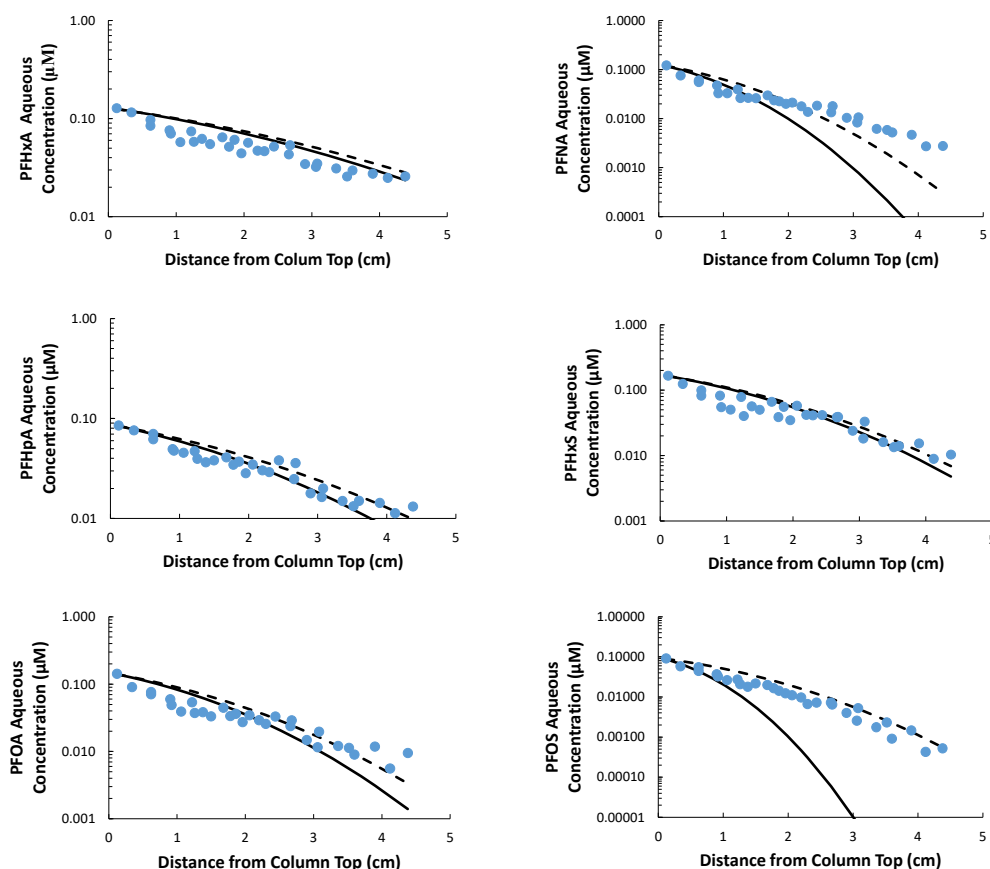 PFHxA Aqueous
Concentration (µM)
1.00
0.10
0.01
0 1 2 3 4 5
Distance from Colum Top (cm)
PFNA Aqueous
Concentration (µM)
1.0000
0.1000
0.0100
0.0010
0.0001
0 1 2 3 4 5
Distance from Column Top (cm)
PFHpA Aqueous
Concentration (µM)
1.00
0.10
0.01
0 1 2 3 4 5
Distance from Column Top (cm)
PFHxS Aqueous
Concentration (µM)
1.000
0.100
0.010
0.001
0 1 2 3 4 5
Distance from Column Top (cm)
PFOA Aqueous
Concentration (µM)
1.000
0.100
0.010
0.001
0 1 2 3 4 5
Distance from Column Top (cm)
PFOS Aqueous
Concentration (µM)
1.00000
0.10000
0.01000
0.00100
0.00010
0.00001
0 1 2 3 4 5
Distance from Column Top (cm)